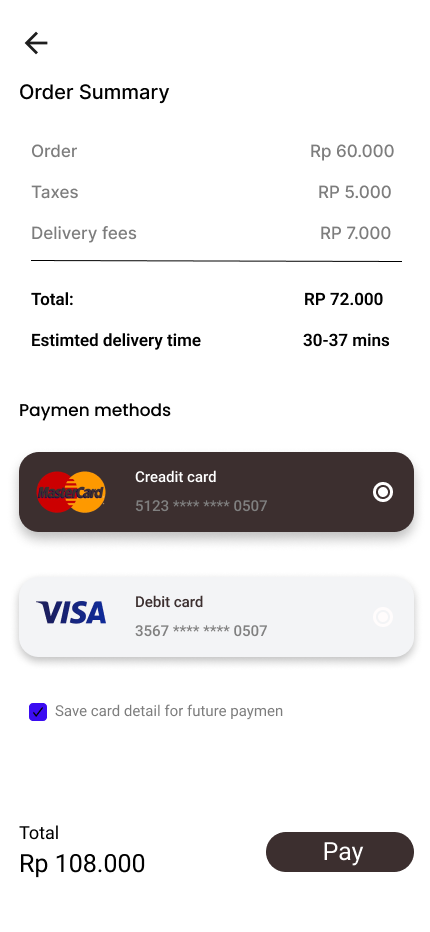 Order Summary
Order Rp 60.000
Taxes RP 5.000
Delivery fees RP 7.000
Total: RP 72.000
Estimted delivery time 30-37 mins
Paymen methods
MasterCard
Creadit card
5123 **** **** 0507
VISA
Debit card
3567 **** **** 0507
Save card detail for future paymen
Total
Rp 108.000
Pay